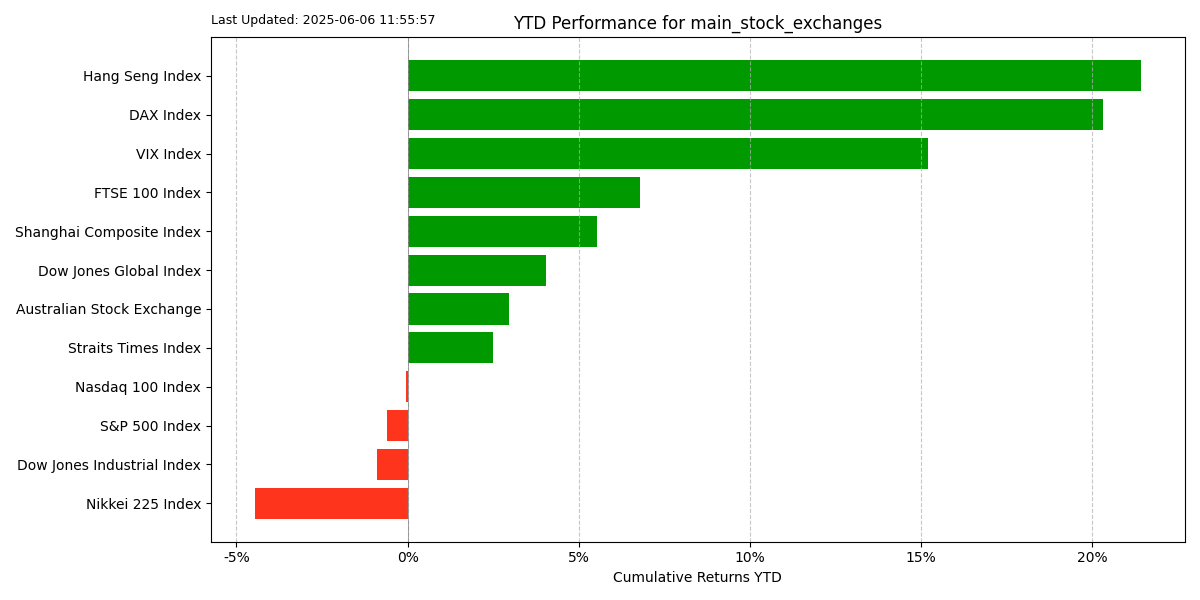 Last Updated: 2025-06-06 11:55:57
YTD Performance for main_stock_exchanges
Hang Seng Index
DAX Index
VIX Index
FTSE 100 Index
Shanghai Composite Index
Dow Jones Global Index
Australian Stock Exchange
Straits Times Index
Nasdaq 100 Index
S&P 500 Index
Dow Jones Industrial Index
Nikkei 225 Index
-5% 0% 5% 10% 15% 20%
Cumulative Returns YTD